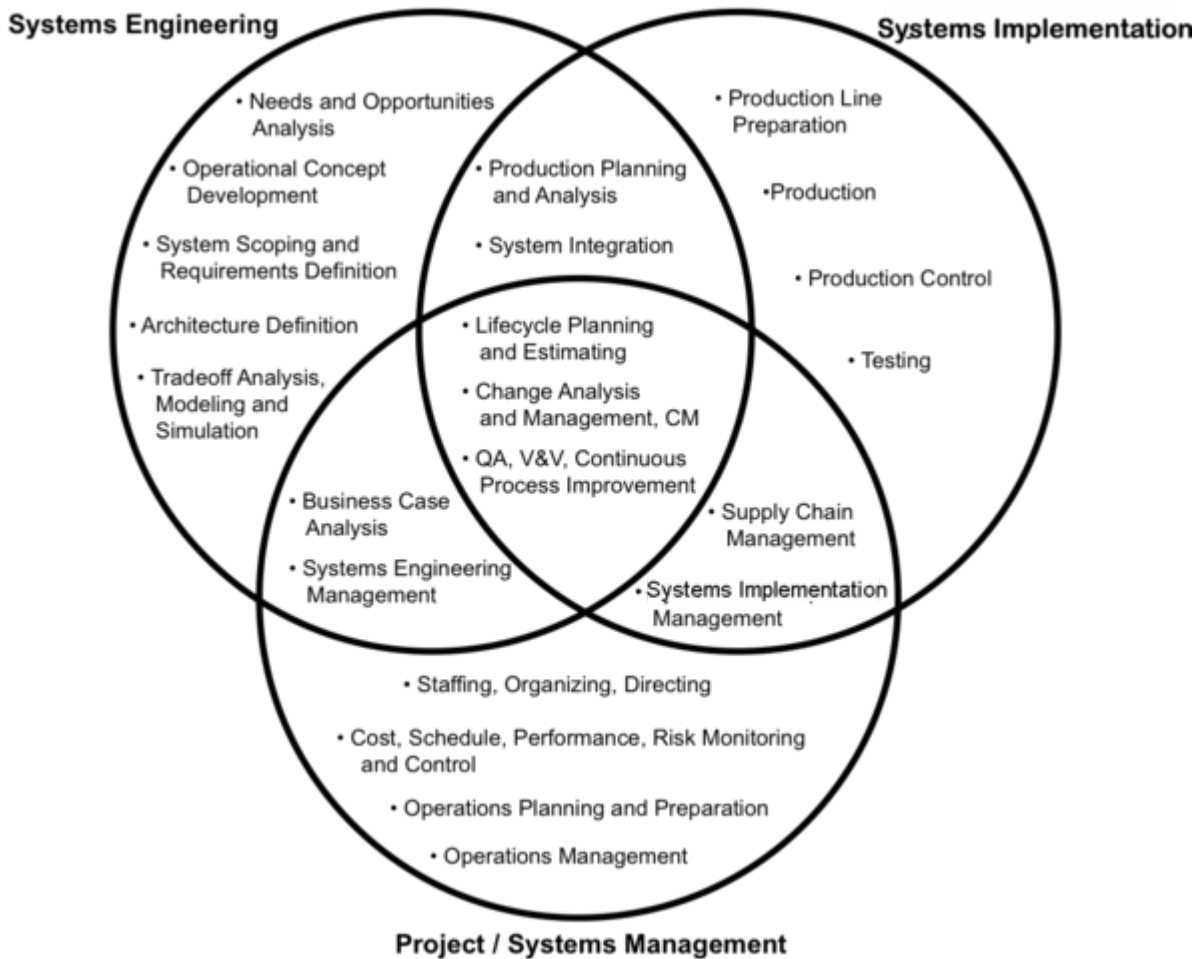 Systems Engineering
Systems Implementation
• Needs and Opportunities
Analysis
• Operational Concept
Development
• System Scoping and
Requirements Definition
• Architecture Definition
• Tradeoff Analysis,
Modeling and
Simulation
• Production Planning
and Analysis
• System Integration
• Production Line
Preparation
•Production
• Production Control
• Testing
• Lifecycle Planning
and Estimating
• Change Analysis
and Management, CM
• QA, V&V, Continuous
Process Improvement
• Business Case
Analysis
• Systems Engineering
Management
• Supply Chain
Management
• Systems Implementation
Management
• Staffing, Organizing, Directing
• Cost, Schedule, Performance, Risk Monitoring
and Control
• Operations Planning and Preparation
• Operations Management
Project / Systems Management